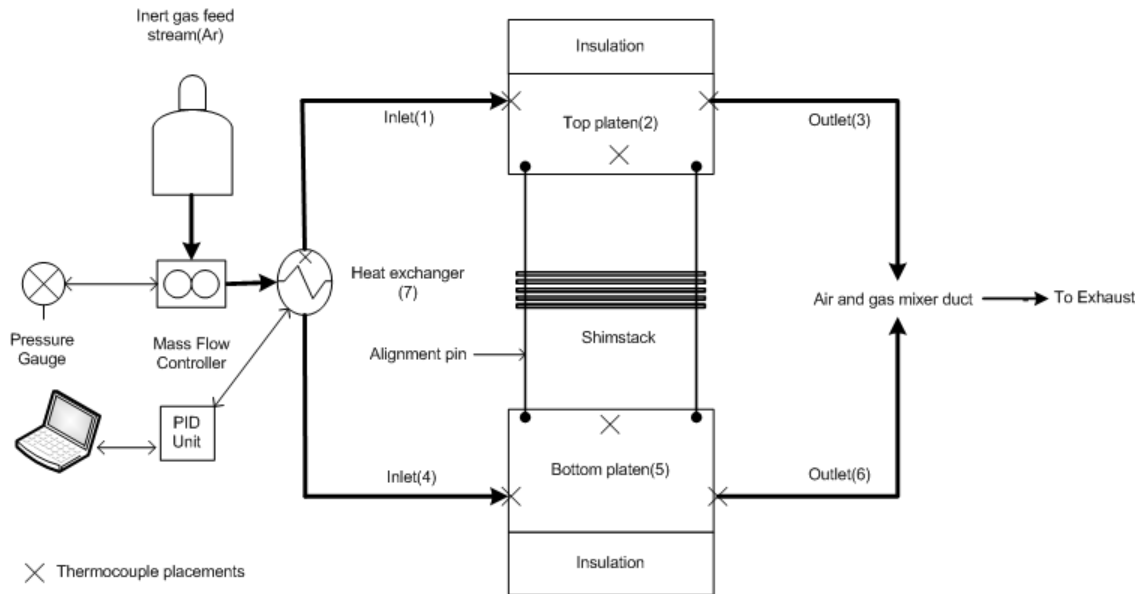 Inert gas feed
stream(Ar)
Insulation
Inlet(1)
Top platen(2)
Outlet(3)
Heat exchanger
(7)
Air and gas mixer duct
To Exhaust
Pressure
Gauge
Mass Flow
Controller
Shimstack
Alignment pin
PID
Unit
Inlet(4)
Bottom platen(5)
Outlet(6)
Insulation
Thermocouple placements